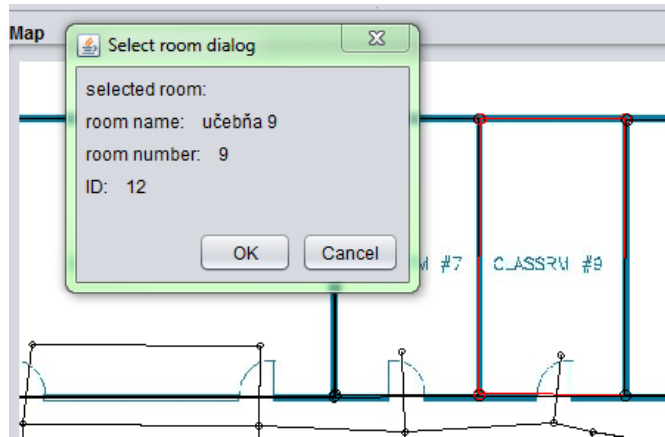 Map
Select room dialog
selected room:
room name: učebňa 9
room number: 9
ID: 12
OK Cancel
#7
CLASSRM #9